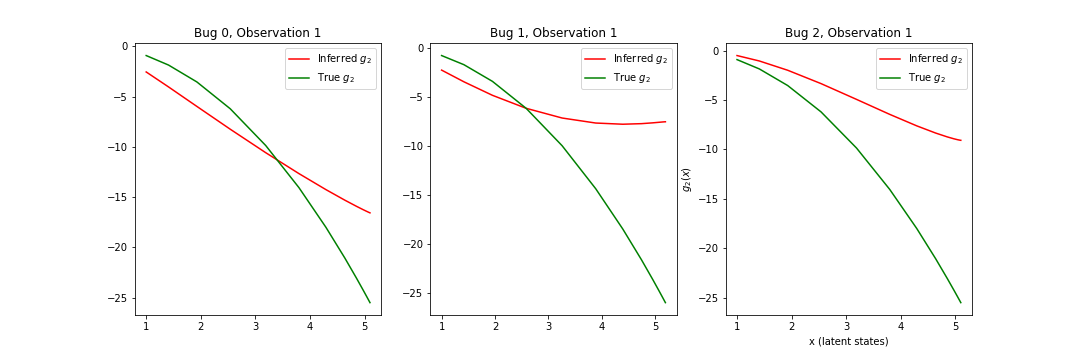 Bug 0, Observation 1
Inferred g₂
True g₂
0
−5
−10
−15
−20
−25
1 2 3 4 5
Bug 1, Observation 1
Inferred g₂
True g₂
0
−5
−10
−15
−20
−25
1 2 3 4 5
Bug 2, Observation 1
Inferred g₂
True g₂
g₂(x)
0
−5
−10
−15
−20
−25
1 2 3 4 5
x (latent states)